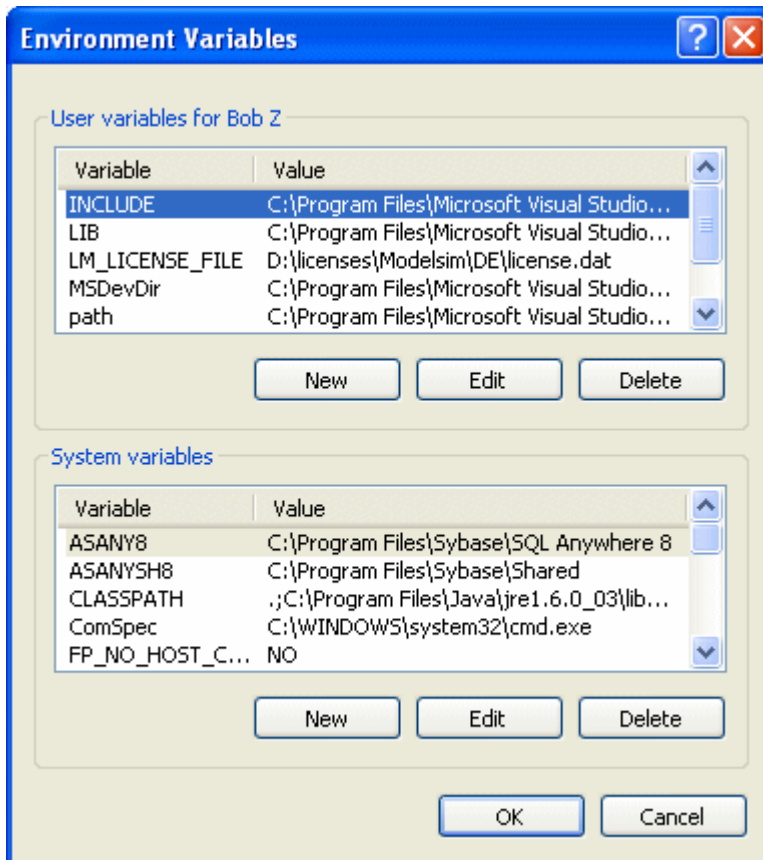 Environment Variables
User variables for Bob Z
Variable Value
INCLUDE C:\Program Files\Microsoft Visual Studio...
LIB C:\Program Files\Microsoft Visual Studio...
LM_LICENSE_FILE D:\licenses\Modelsim\DE\license.dat
MSDevDir C:\Program Files\Microsoft Visual Studio...
path C:\Program Files\Microsoft Visual Studio...
New Edit Delete
System variables
Variable Value
ASANY8 C:\Program Files\Sybase\SQL Anywhere 8
ASANYSH8 C:\Program Files\Sybase\Shared
CLASSPATH .;C:\Program Files\Java\jre1.6.0_03\lib...
ComSpec C:\WINDOWS\system32\cmd.exe
FP_NO_HOST_C... NO
New Edit Delete
OK Cancel